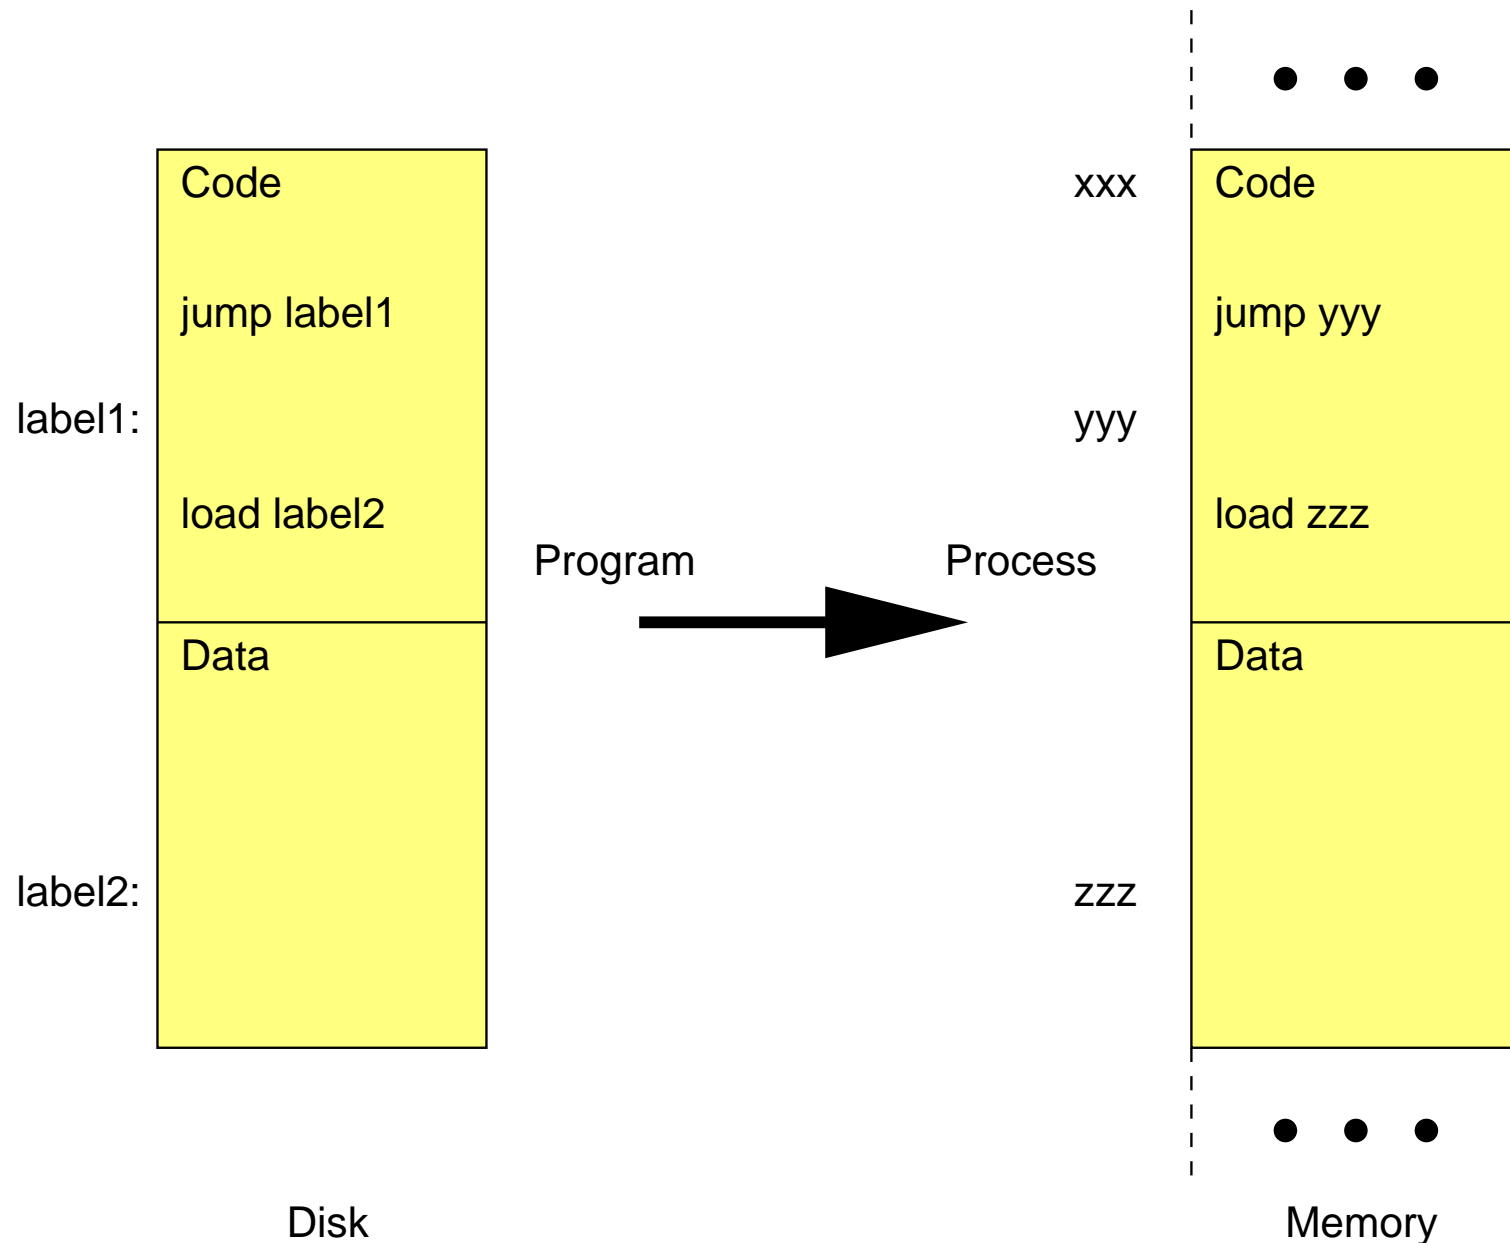 Code
jump label1
label1:
load label2
Data
label2:
Disk
Program
Process
xxx
yyy
zzz
Code
jump yyy
load zzz
Data
Memory